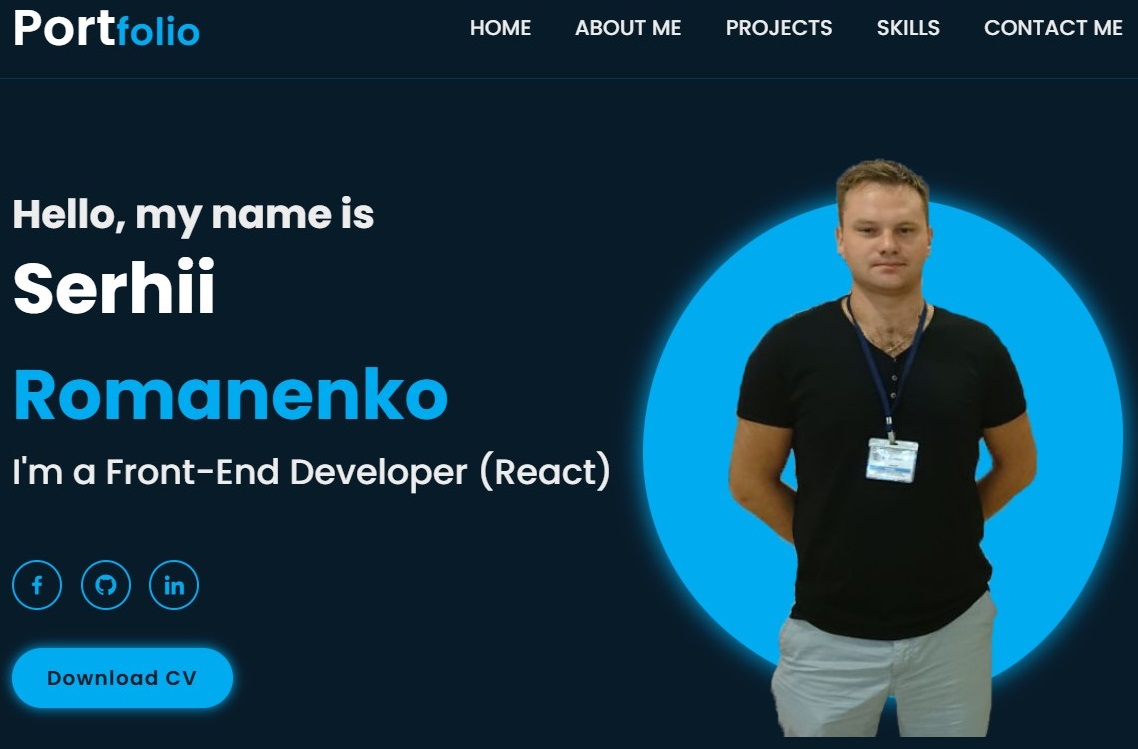 Portfolio
HOME ABOUT ME PROJECTS SKILLS CONTACT ME
Hello, my name is
Serhii
Romanenko
I'm a Front-End Developer (React)
Download CV